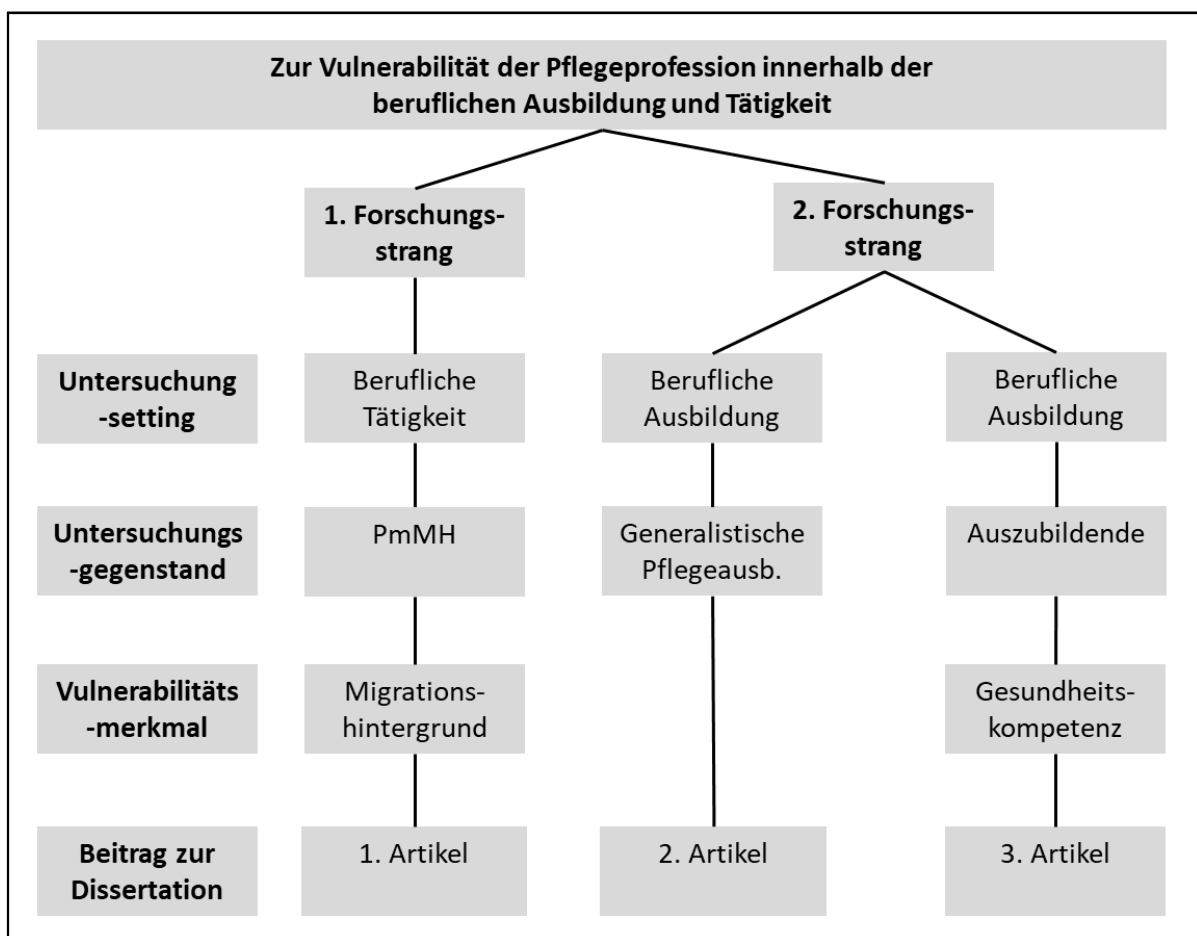 Zur Vulnerabilität der Pflegeprofession innerhalb der
beruflichen Ausbildung und Tätigkeit
1. Forschungs-
strang
2. Forschungs-
strang
Untersuchung
-setting
Berufliche
Tätigkeit
Berufliche
Ausbildung
Berufliche
Ausbildung
Untersuchungs
-gegenstand
PmMH
Generalistische
Pflegeausb.
Auszubildende
Vulnerabilitäts
-merkmal
Migrations-
hintergrund
Gesundheits-
kompetenz
Beitrag zur
Dissertation
1. Artikel
2. Artikel
3. Artikel